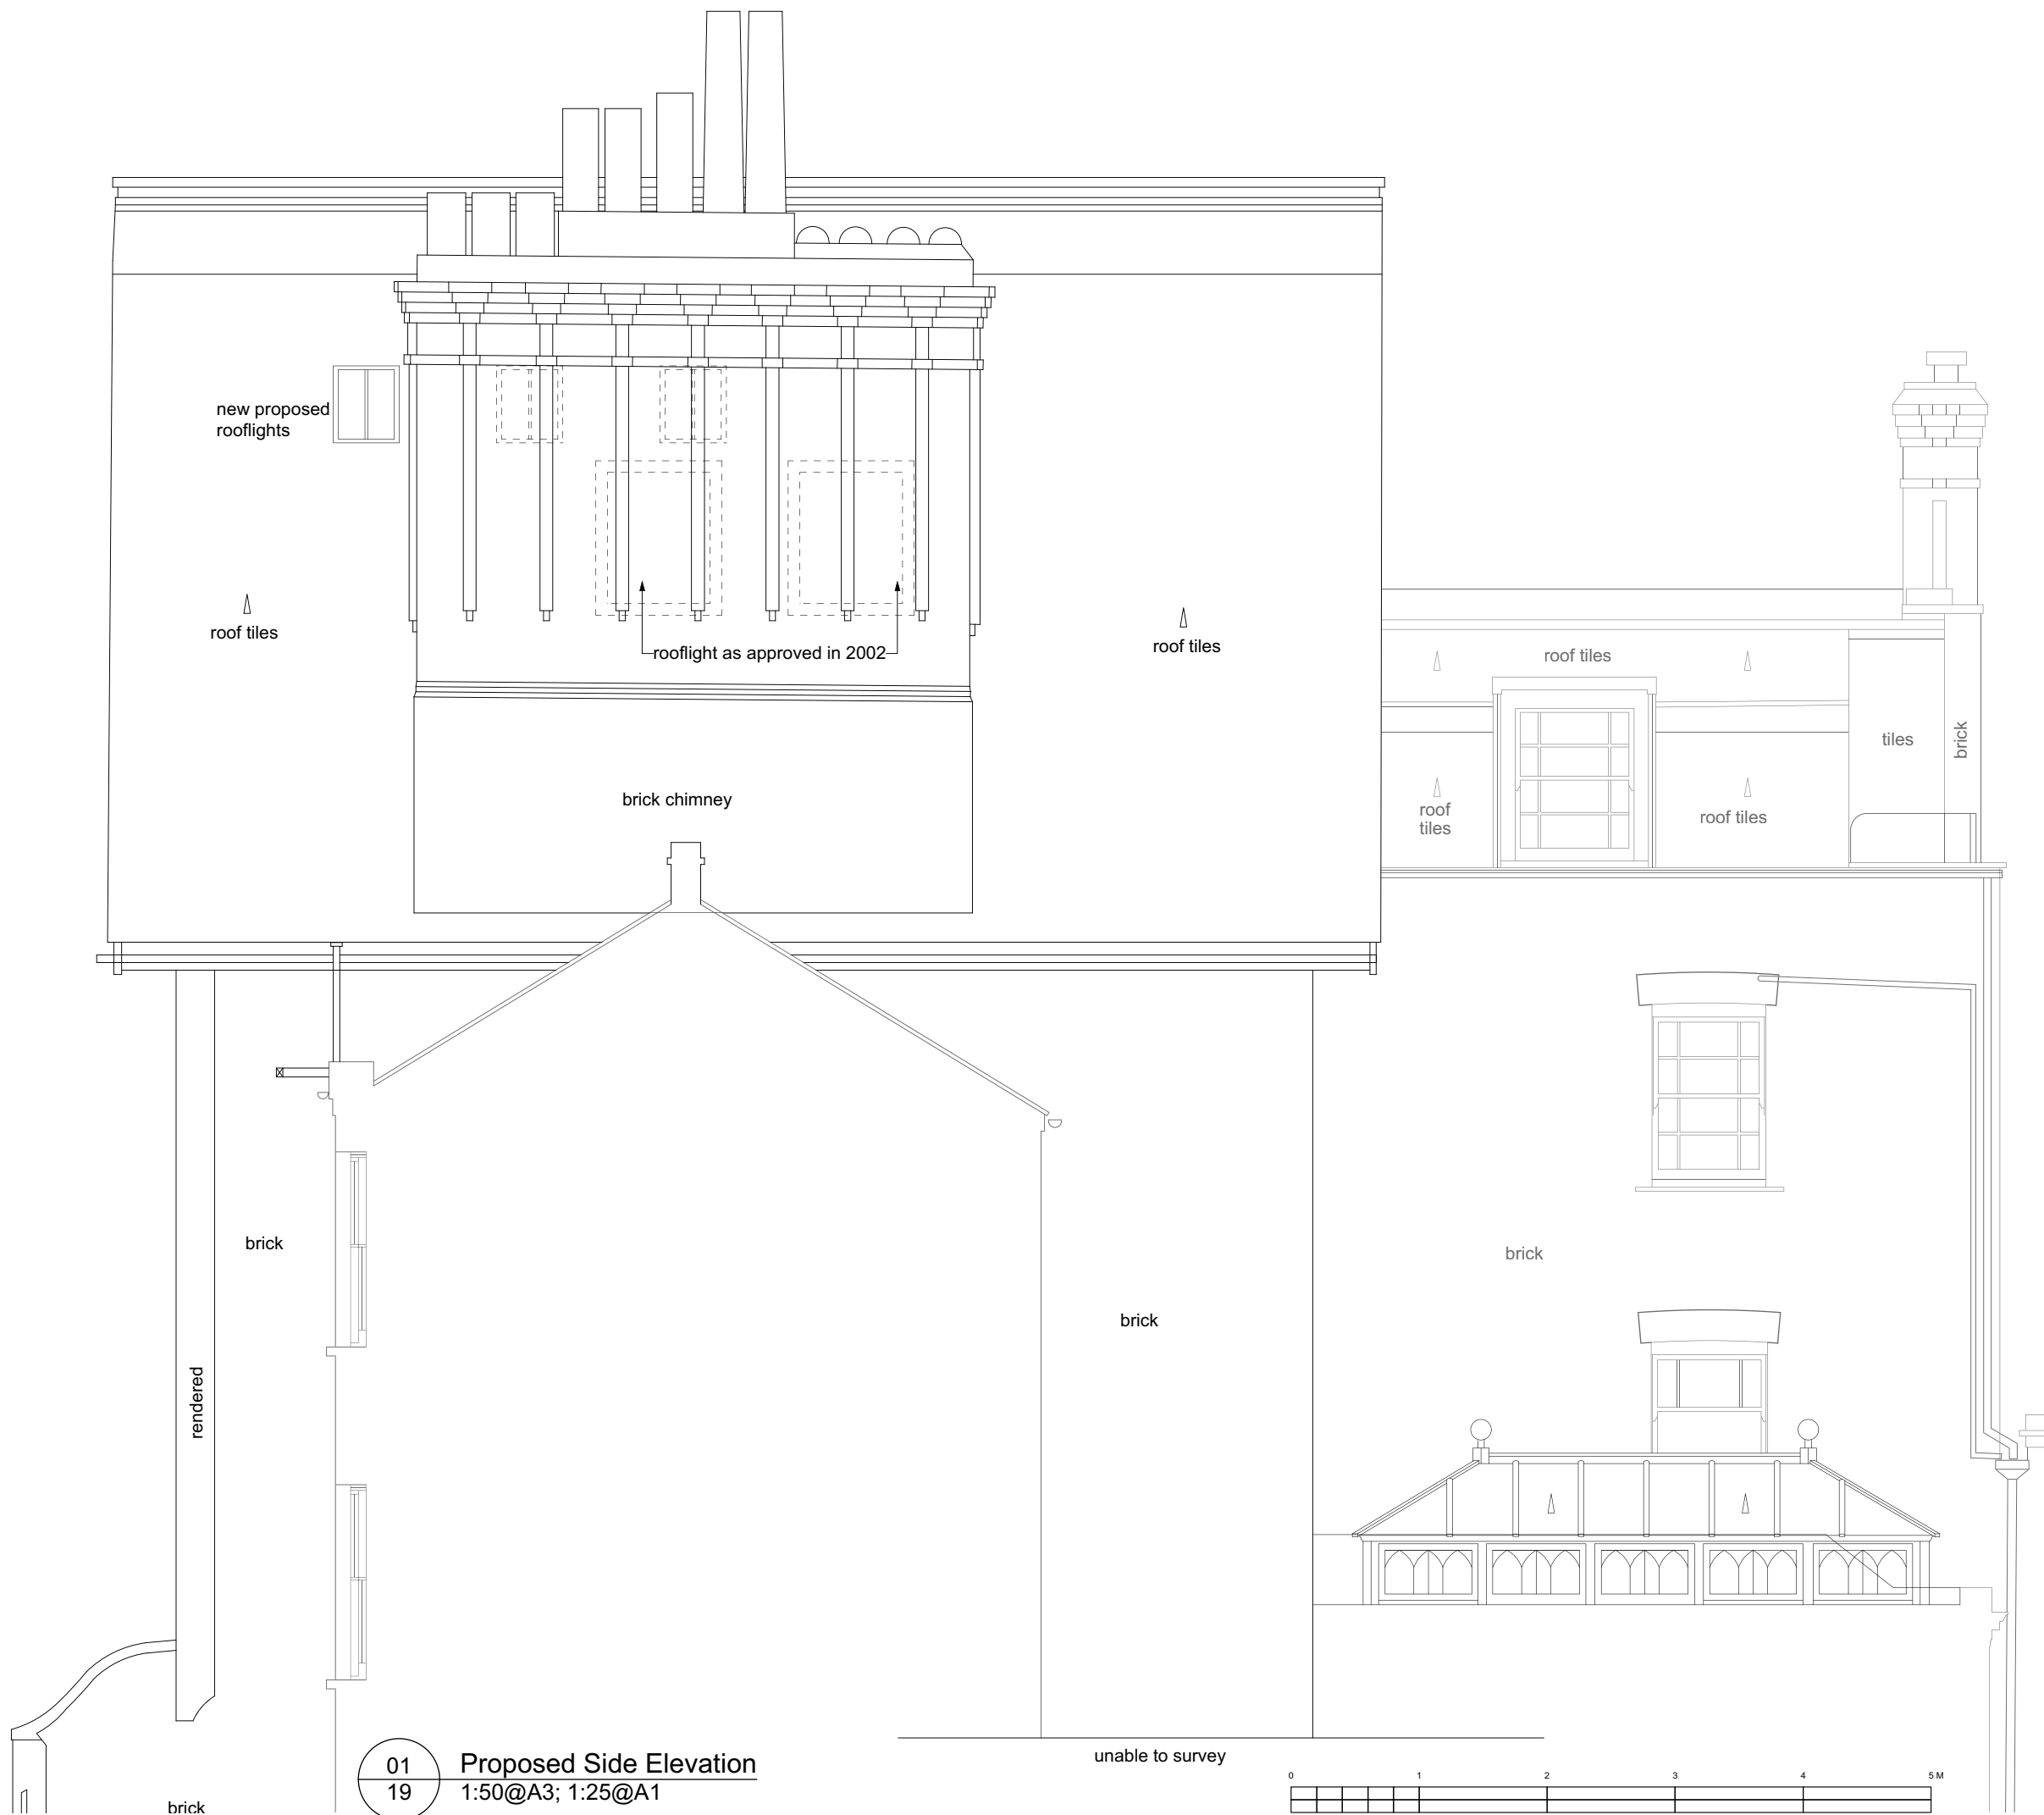 new proposed
rooflights
roof tiles
rooflight as approved in 2002
roof tiles
roof tiles
tiles
brick
brick chimney
roof
tiles
roof tiles
brick
brick
brick
rendered
unable to survey
01
19
Proposed Side Elevation
1:50@A3; 1:25@A1
0 1 2 3 4 5 M
brick